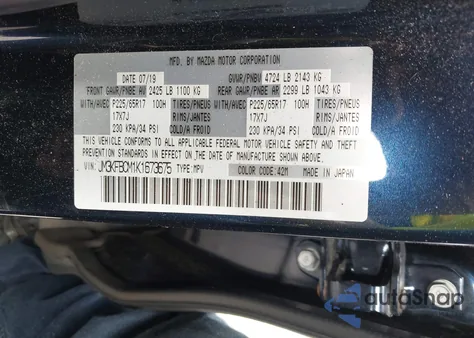 MFD. BY MAZDA MOTOR CORPORATION
DATE 07/19 GVWR/PNBV 4724 LB 2143 KG
FRONT GAWR/PNBE AV 2425 LB 1100 KG REAR GAWR/PNBE AR 2299 LB 1043 KG
WITH/AVEC P225/65R17 100H TIRES/PNEUS WITH/AVEC P225/65R17 100H TIRES/PNEUS
17X7J RIMS/JANTES 17X7J RIMS/JANTES
230 KPA/34 PSI COLD/A FROID 230 KPA/34 PSI COLD/A FROID
THIS VEHICLE CONFORMS TO ALL APPLICABLE FEDERAL MOTOR VEHICLE SAFETY, BUMPER,
AND THEFT PREVENTION STANDARDS IN EFFECT ON THE DATE OF MANUFACTURE SHOWN ABOVE.
VIN: JM3KFBCM1K1673675 TYPE:MPV COLOR CODE:42M MADE IN JAPAN
autoSnap